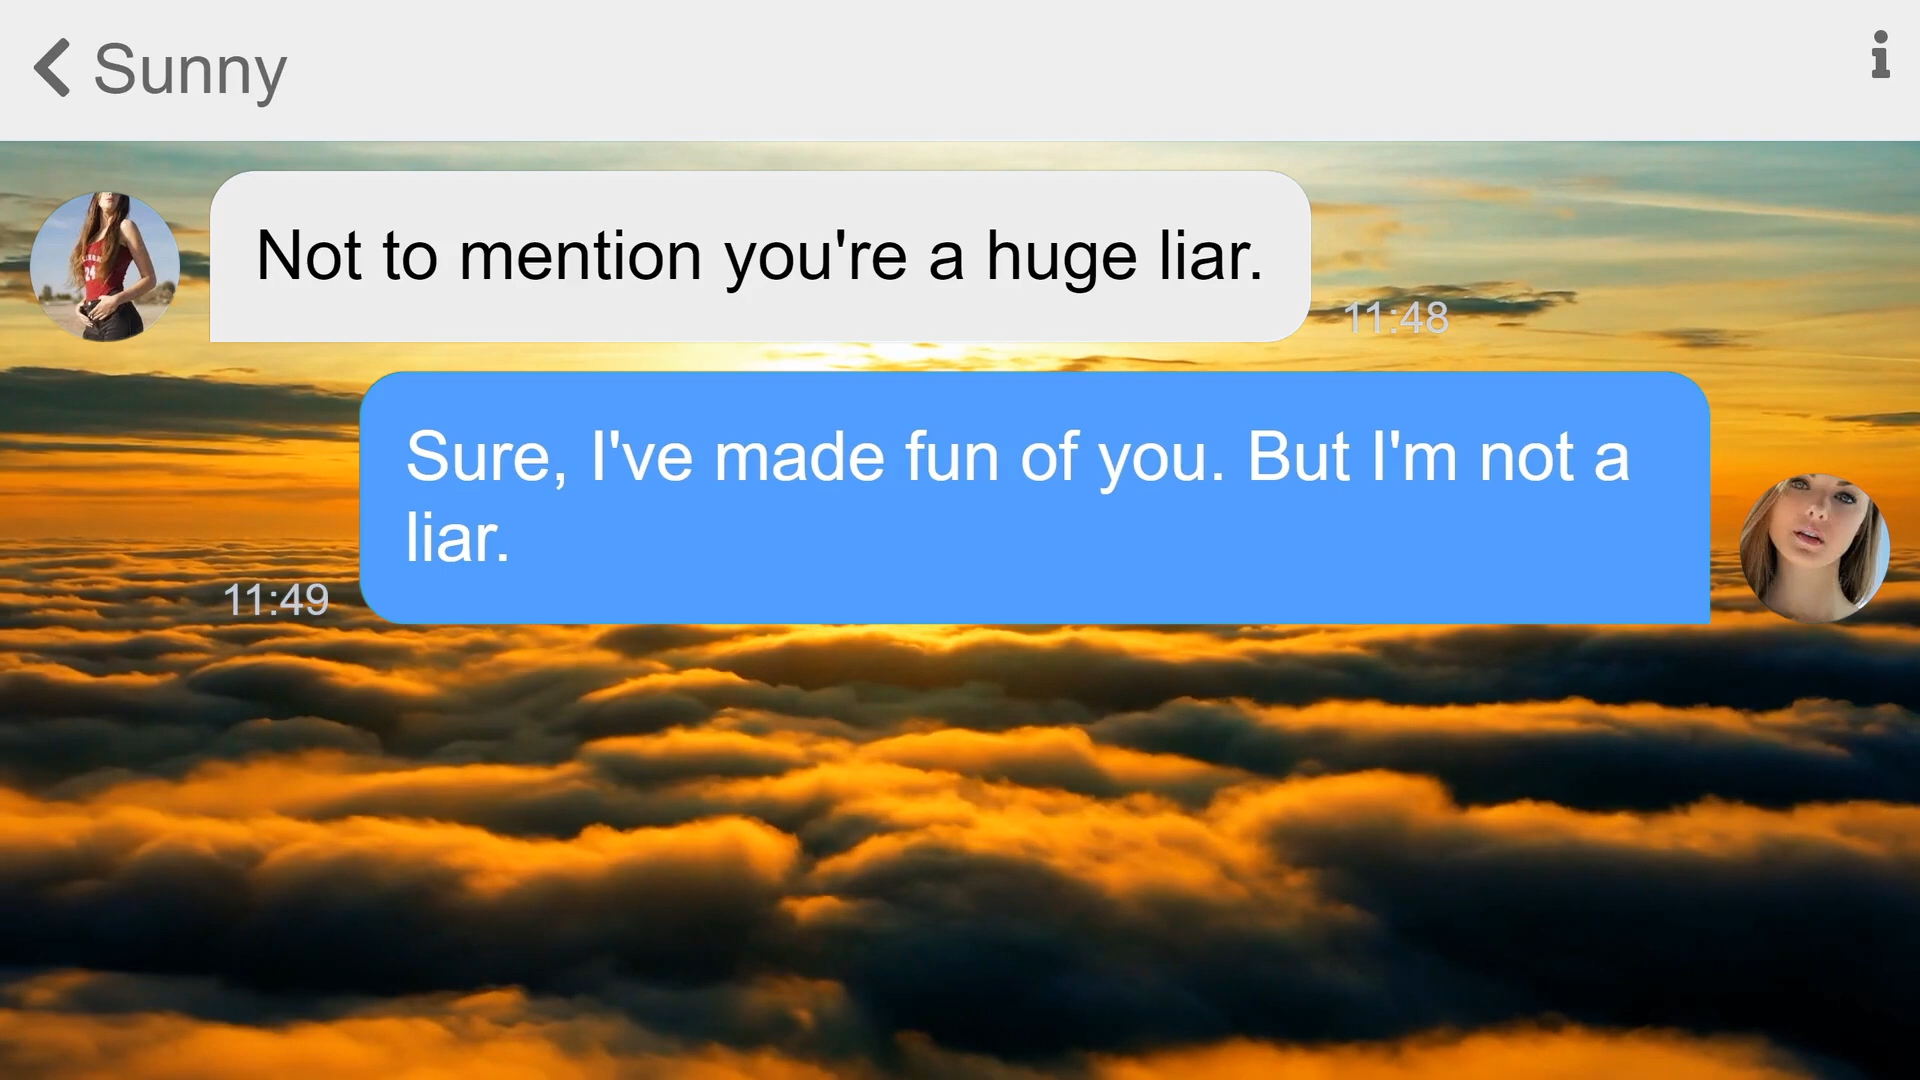 Sunny
Not to mention you're a huge liar.
11:48
Sure, I've made fun of you. But I'm not a
liar.
11:49
24